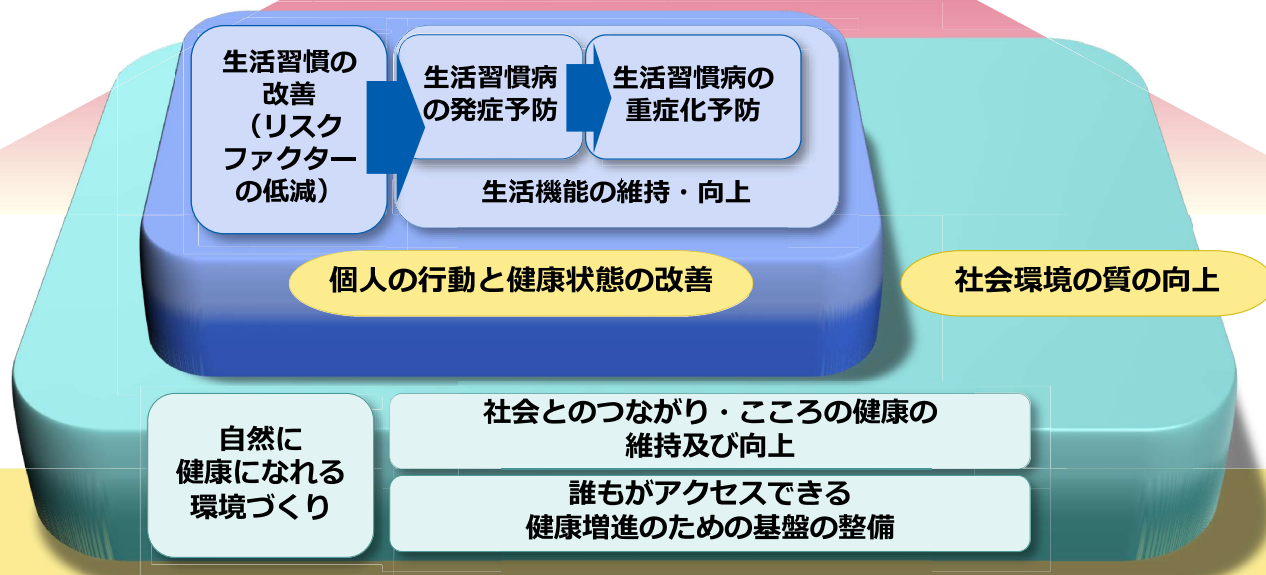 生活習慣の
改善
（リスク
ファクター
の低減）
生活習慣病
の発症予防
生活習慣病の
重症化予防
生活機能の維持・向上
個人の行動と健康状態の改善
社会環境の質の向上
自然に
健康になれる
環境づくり
社会とのつながり・こころの健康の
維持及び向上
誰もがアクセスできる
健康増進のための基盤の整備